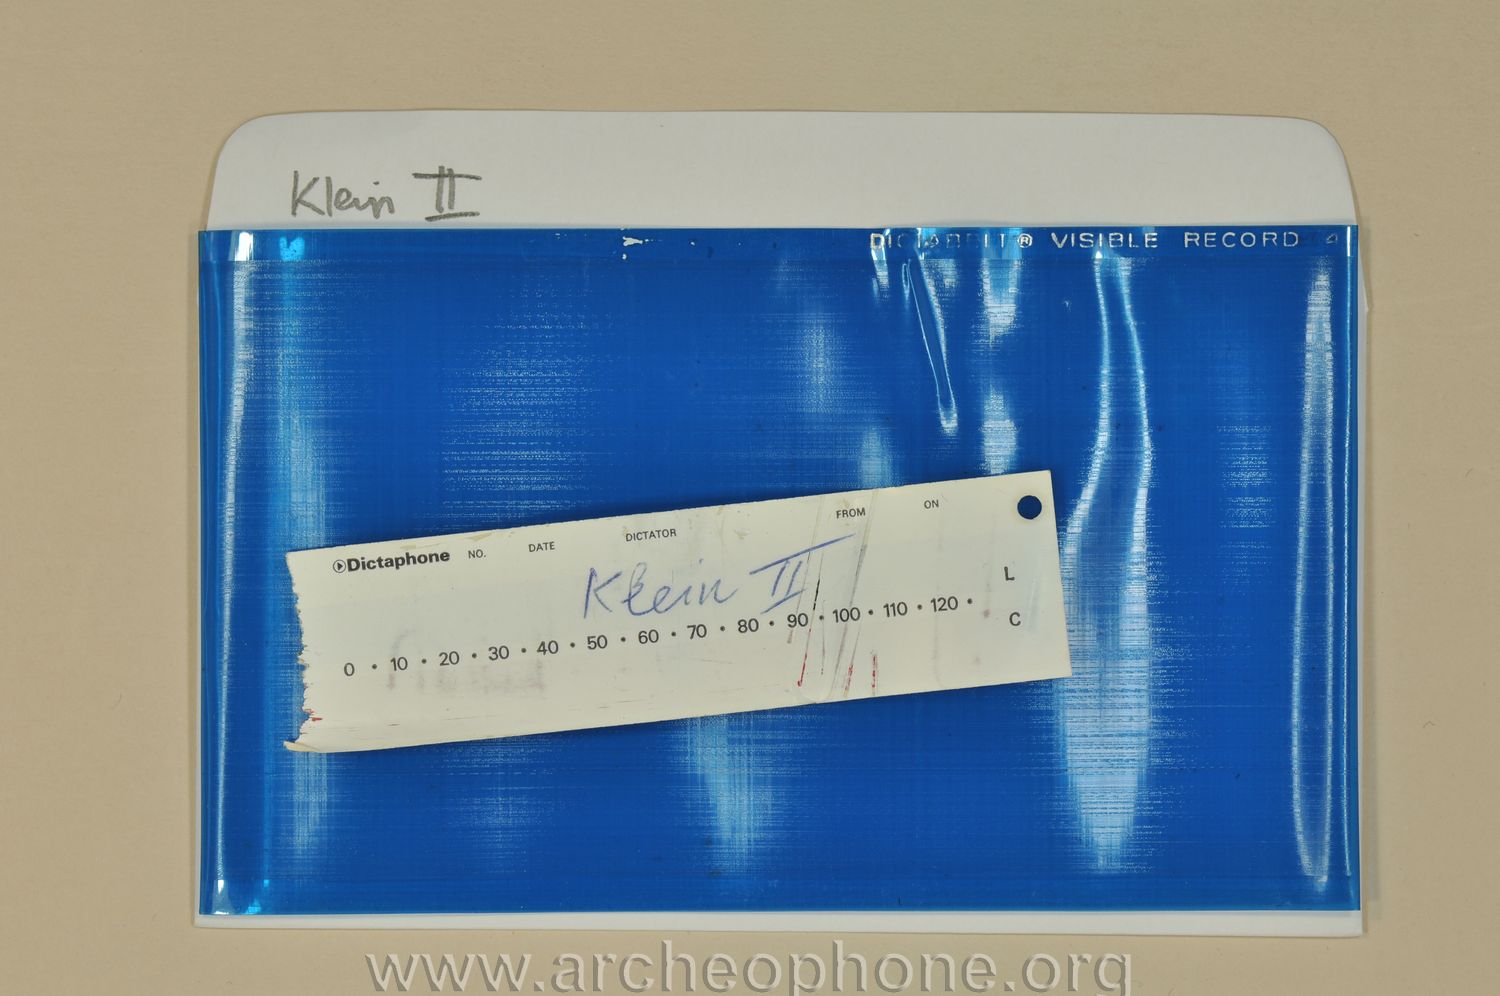 Klein II
DICTABELT® VISIBLE RECORD
Dictaphone NO. DATE DICTATOR FROM ON
Klein II
L
0 • 10 • 20 • 30 • 40 • 50 • 60 • 70 • 80 • 90 • 100 • 110 • 120 •
C
www.archeophone.org